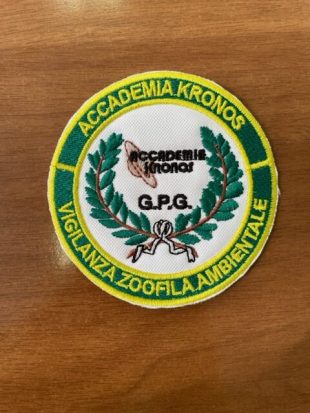 ACCADEMIA KRONOS
ACCADEMIA
KRONOS
G.P.G.
VIGILANZA ZOOFILA AMBIENTALE